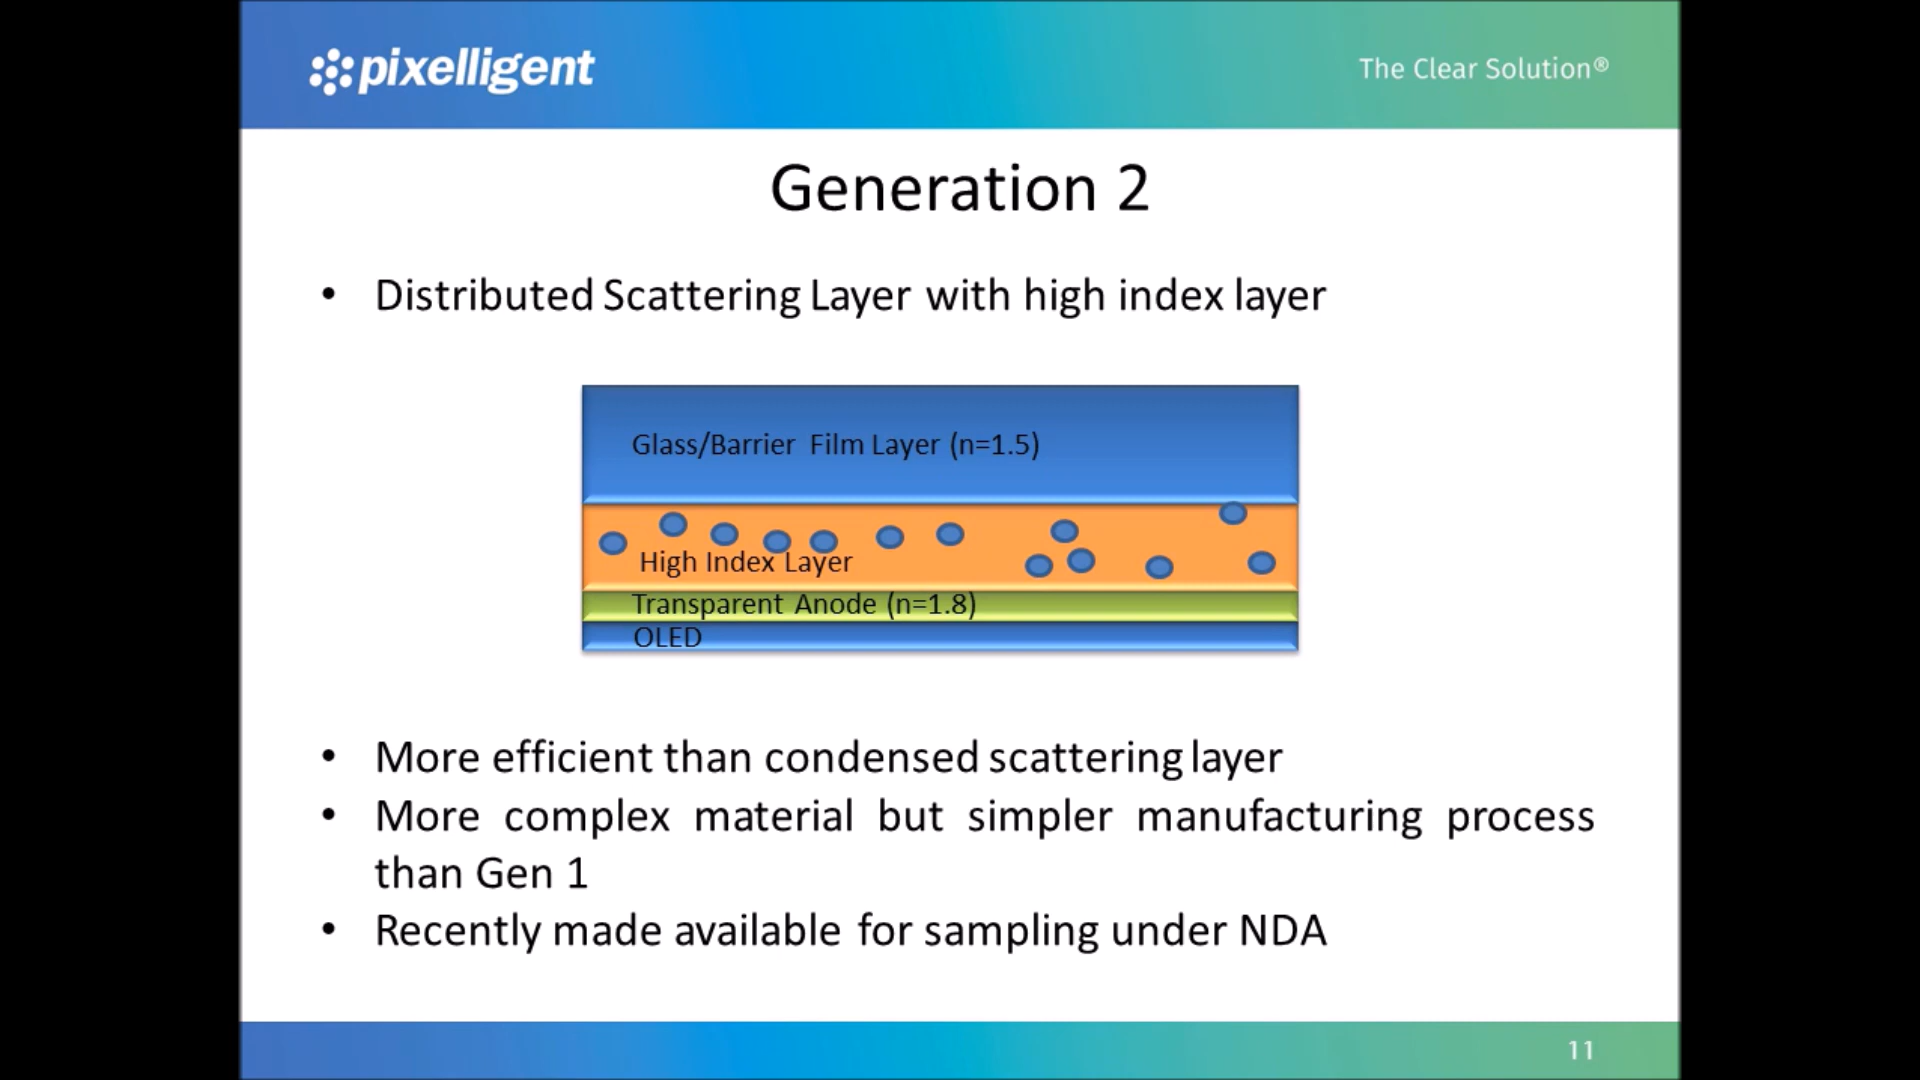 pixelligent
The Clear Solution®
Generation 2
• Distributed Scattering Layer with high index layer
Glass/Barrier Film Layer (n=1.5)
High Index Layer
Transparent Anode (n=1.8)
OLED
• More efficient than condensed scattering layer
• More complex material but simpler manufacturing process
than Gen 1
• Recently made available for sampling under NDA
11